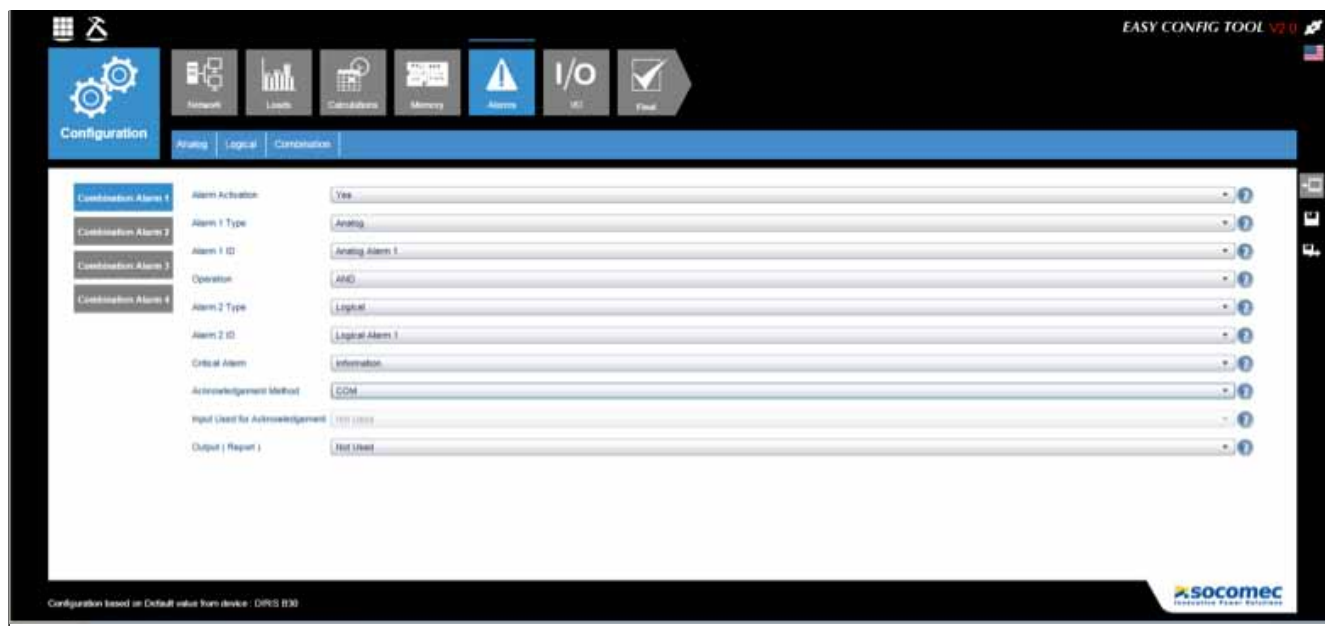 EASY CONFIG TOOL V2.0
Configuration
Network
Loads
Calculations
Memory
Alarms
I/O
I/O
Final
Analog
Logical
Combination
Combination Alarm 1
Combination Alarm 2
Combination Alarm 3
Combination Alarm 4
Alarm Activation Yes
Alarm 1 Type Analog
Alarm 1 ID Analog Alarm 1
Operation AND
Alarm 2 Type Logical
Alarm 2 ID Logical Alarm 1
Critical Alarm Information
Acknowledgement Method COM
Input Used for Acknowledgement Not Used
Output ( Report ) Not Used
Configuration based on Default value from device : DIRIS B30
socomec
Innovative Power Solutions